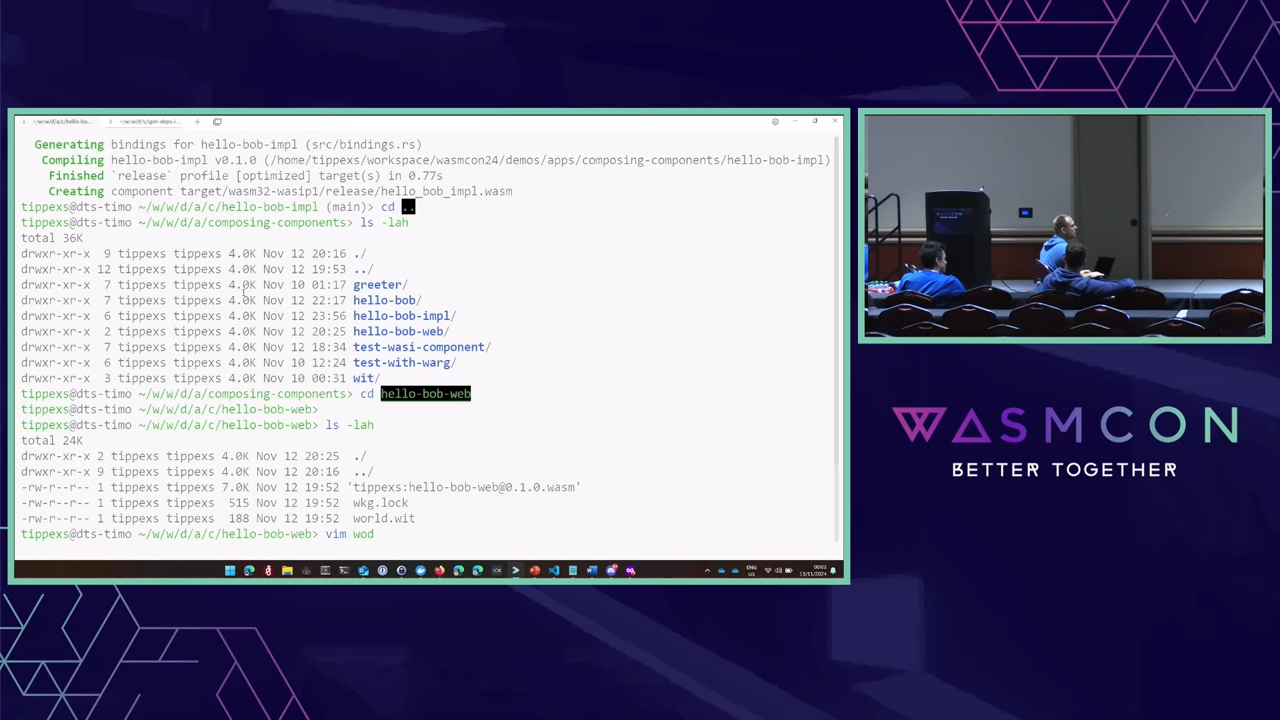 ~/w/w/d/a/c/hello-bo...
~/w/w/d/s/spin-deps-i...
Generating bindings for hello-bob-impl (src/bindings.rs)
Compiling hello-bob-impl v0.1.0 (/home/tippexs/workspace/wasmcon24/demos/apps/composing-components/hello-bob-impl)
Finished `release` profile [optimized] target(s) in 0.77s
Creating component target/wasm32-wasip1/release/hello_bob_impl.wasm
tippexs@dts-timo ~/w/w/d/a/c/hello-bob-impl (main)> cd ..
tippexs@dts-timo ~/w/w/d/a/composing-components> ls -lah
total 36K
drwxr-xr-x 9 tippexs tippexs 4.0K Nov 12 20:16 ./
drwxr-xr-x 12 tippexs tippexs 4.0K Nov 12 19:53 ../
drwxr-xr-x 7 tippexs tippexs 4.0K Nov 10 01:17 greeter/
drwxr-xr-x 7 tippexs tippexs 4.0K Nov 12 22:17 hello-bob/
drwxr-xr-x 6 tippexs tippexs 4.0K Nov 12 23:56 hello-bob-impl/
drwxr-xr-x 2 tippexs tippexs 4.0K Nov 12 20:25 hello-bob-web/
drwxr-xr-x 7 tippexs tippexs 4.0K Nov 12 18:34 test-wasi-component/
drwxr-xr-x 6 tippexs tippexs 4.0K Nov 10 12:24 test-with-warg/
drwxr-xr-x 3 tippexs tippexs 4.0K Nov 10 00:31 wit/
tippexs@dts-timo ~/w/w/d/a/composing-components> cd hello-bob-web
tippexs@dts-timo ~/w/w/d/a/c/hello-bob-web>
tippexs@dts-timo ~/w/w/d/a/c/hello-bob-web> ls -lah
total 24K
drwxr-xr-x 2 tippexs tippexs 4.0K Nov 12 20:25 ./
drwxr-xr-x 9 tippexs tippexs 4.0K Nov 12 20:16 ../
-rw-r--r-- 1 tippexs tippexs 7.0K Nov 12 19:52 'tippexs:hello-bob-web@0.1.0.wasm'
-rw-r--r-- 1 tippexs tippexs 515 Nov 12 19:52 wkg.lock
-rw-r--r-- 1 tippexs tippexs 188 Nov 12 19:52 world.wit
tippexs@dts-timo ~/w/w/d/a/c/hello-bob-web> vim wod
ENG
US
00:02
13/11/2024
WASMCON
WASMCON
BETTER TOGETHER